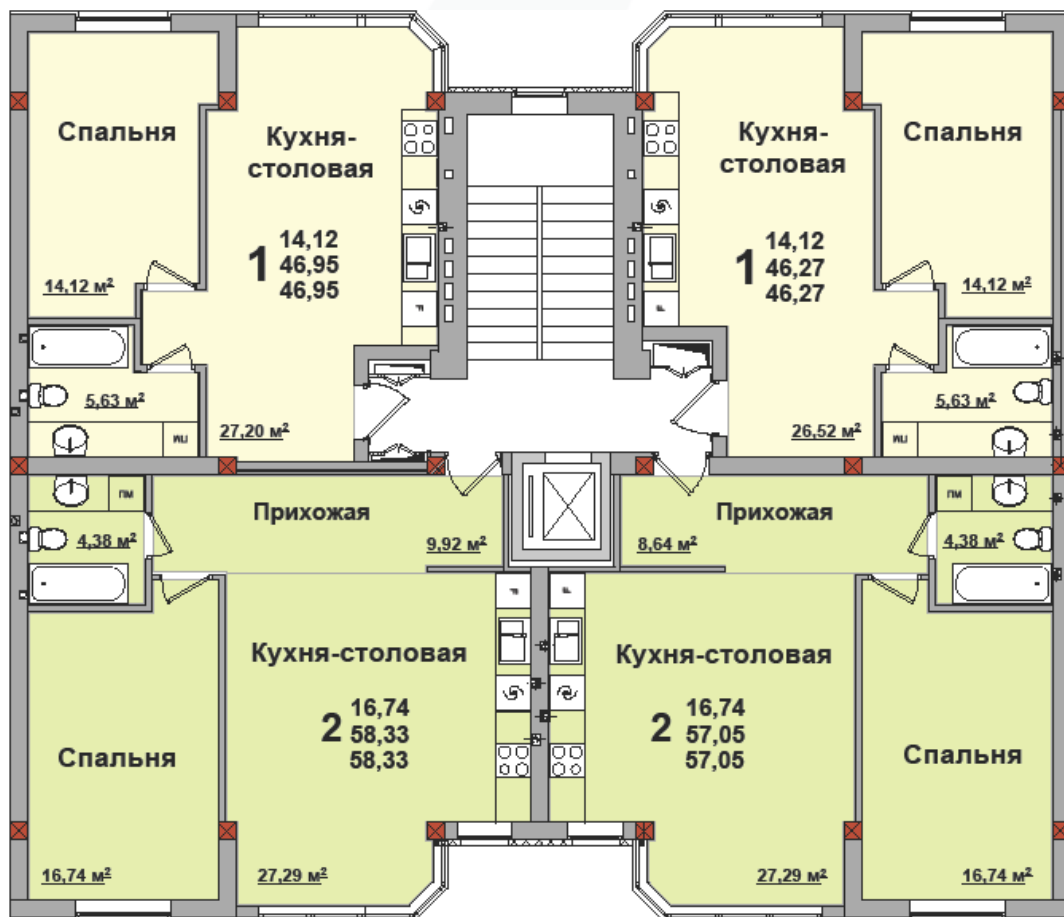 Спальня
14,12 м²
Кухня-
столовая
1
14,12
46,95
46,95
5,63 м²
27,20 м²
Кухня-
столовая
1
14,12
46,27
46,27
26,52 м²
Спальня
14,12 м²
5,63 м²
ПМ
4,38 м²
Прихожая
9,92 м²
Кухня-столовая
2
16,74
58,33
58,33
27,29 м²
Спальня
16,74 м²
Прихожая
8,64 м²
ПМ
4,38 м²
Кухня-столовая
2
16,74
57,05
57,05
27,29 м²
Спальня
16,74 м²